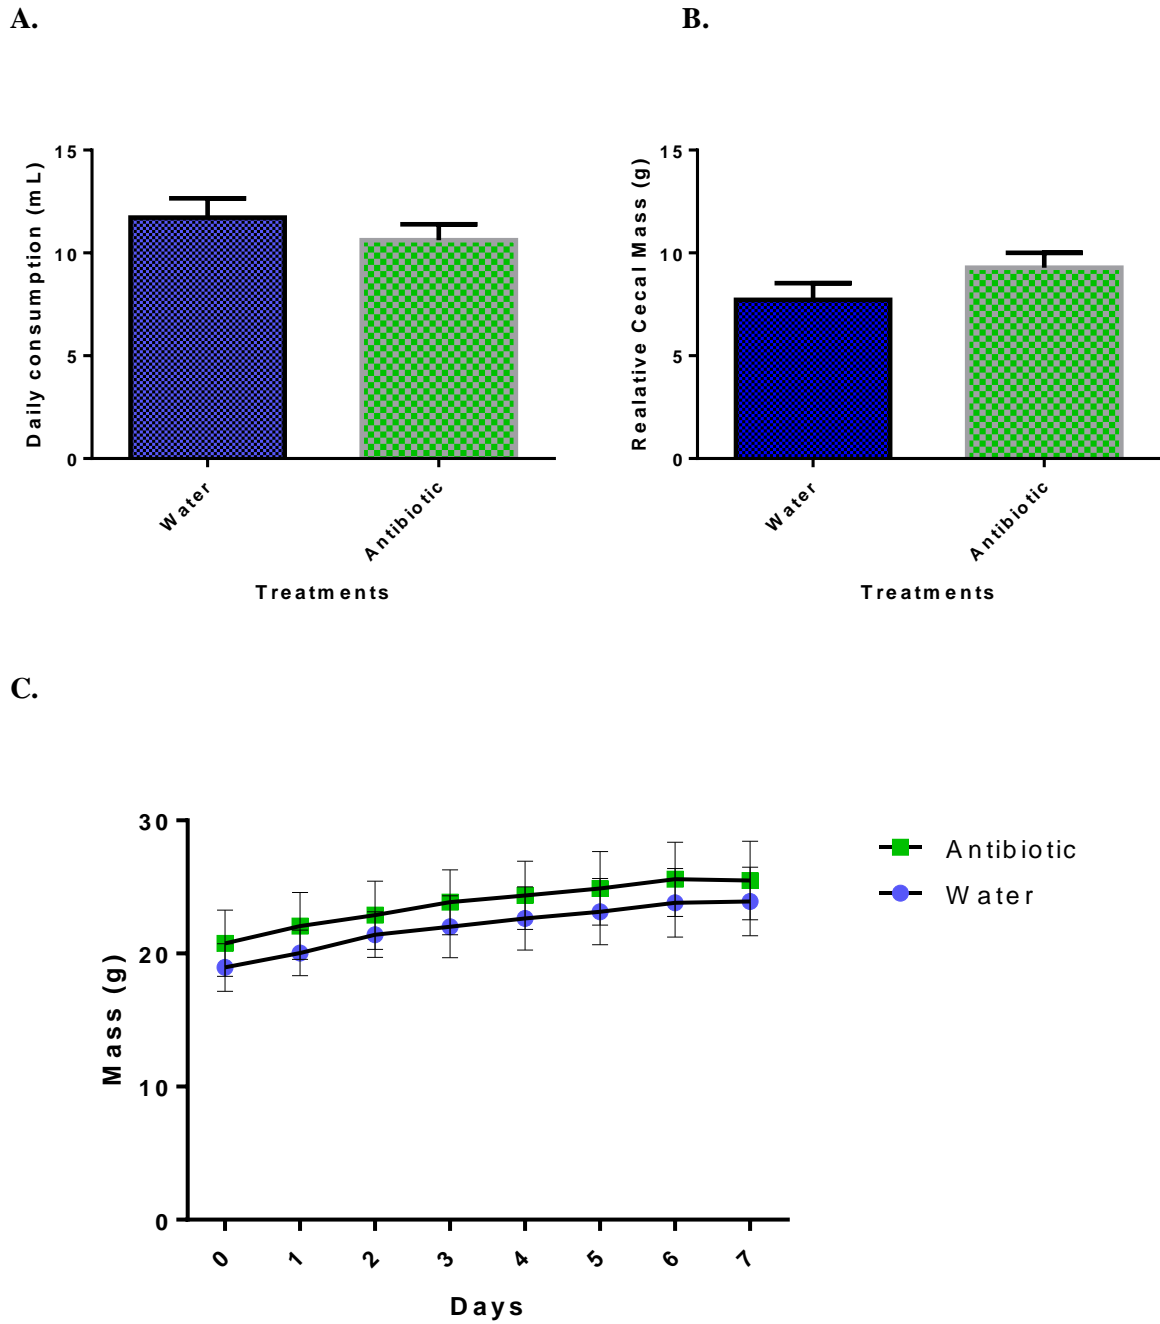 A.
B.
15
10
5
0
Daily consumption (mL)
Water
Antibiotic
Treatments
15
10
5
0
Realative Cecal Mass (g)
Water
Antibiotic
Treatments
C.
30
20
10
0
Mass (g)
0
1
2
3
4
5
6
7
Days
Antibiotic
Water